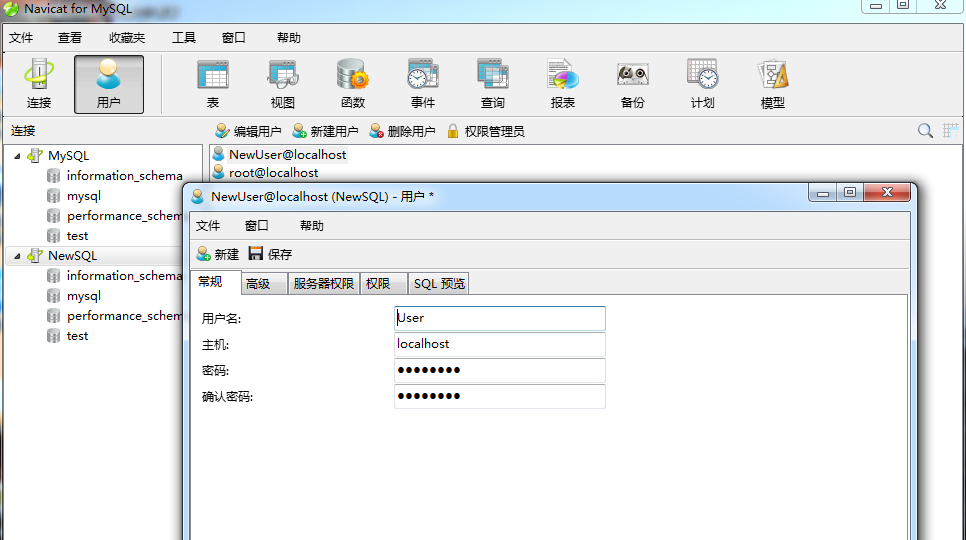 Navicat for MySQL
文件 查看 收藏夹 工具 窗口 帮助
连接 用户 表 视图 函数 事件 查询 报表 备份 计划 模型
连接 编辑用户 新建用户 删除用户 权限管理员
MySQL
information_schema
mysql
performance_schem
test
NewSQL
information_schema
mysql
performance_schem
test
NewUser@localhost
root@localhost
NewUser@localhost (NewSQL) - 用户 *
文件 窗口 帮助
新建 保存
常规 高级 服务器权限 权限 SQL 预览
用户名: User
主机: localhost
密码: ●●●●●●●●
确认密码: ●●●●●●●●